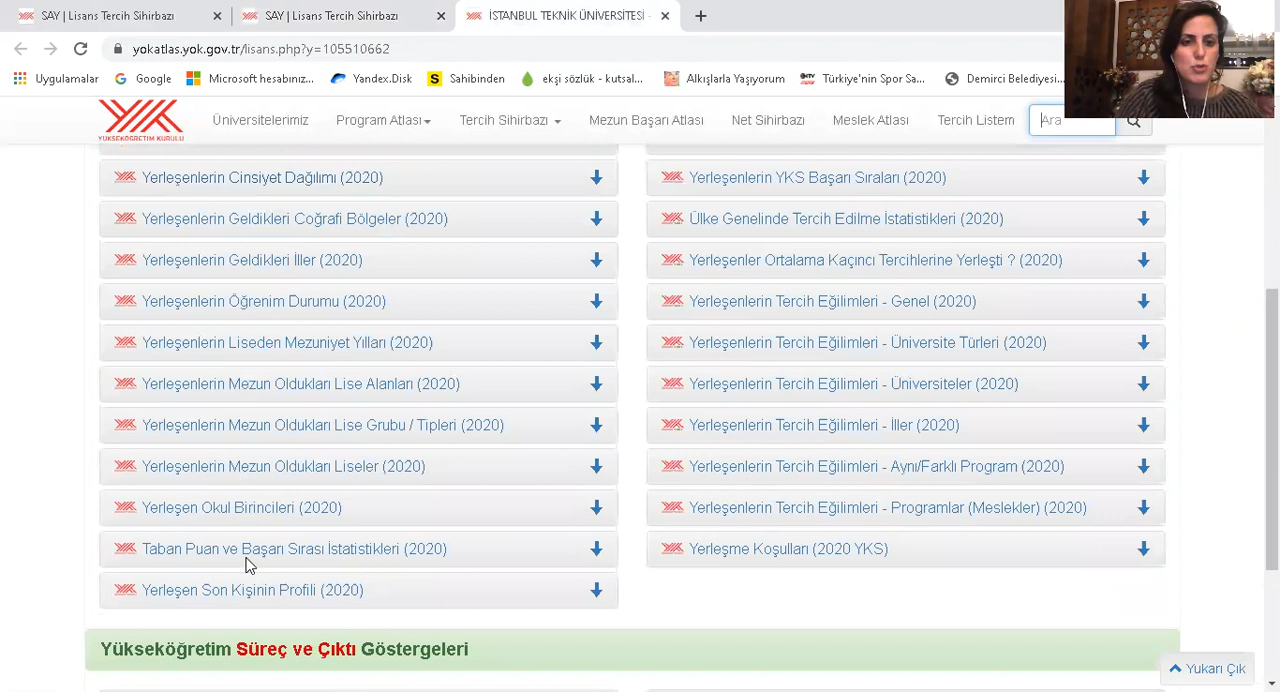 SAY | Lisans Tercih Sihirbazı
SAY | Lisans Tercih Sihirbazı
İSTANBUL TEKNİK ÜNİVERSİTESİ -
yokatlas.yok.gov.tr/lisans.php?y=105510662
Uygulamalar
Google
Microsoft hesabınız...
Yandex.Disk
Sahibinden
ekşi sözlük - kutsal...
Alkışlarla Yaşıyorum
Türkiye'nin Spor Sa...
Demirci Belediyesi...
YÜKSEKÖĞRETİM KURULU
Üniversitelerimiz
Program Atlası
Tercih Sihirbazı
Mezun Başarı Atlası
Net Sihirbazı
Meslek Atlası
Tercih Listem
Ara
Yerleşenlerin Cinsiyet Dağılımı (2020)
Yerleşenlerin Geldikleri Coğrafi Bölgeler (2020)
Yerleşenlerin Geldikleri İller (2020)
Yerleşenlerin Öğrenim Durumu (2020)
Yerleşenlerin Liseden Mezuniyet Yılları (2020)
Yerleşenlerin Mezun Oldukları Lise Alanları (2020)
Yerleşenlerin Mezun Oldukları Lise Grubu / Tipleri (2020)
Yerleşenlerin Mezun Oldukları Liseler (2020)
Yerleşen Okul Birincileri (2020)
Taban Puan ve Başarı Sırası İstatistikleri (2020)
Yerleşen Son Kişinin Profili (2020)
Yerleşenlerin YKS Başarı Sıraları (2020)
Ülke Genelinde Tercih Edilme İstatistikleri (2020)
Yerleşenler Ortalama Kaçıncı Tercihlerine Yerleşti ? (2020)
Yerleşenlerin Tercih Eğilimleri - Genel (2020)
Yerleşenlerin Tercih Eğilimleri - Üniversite Türleri (2020)
Yerleşenlerin Tercih Eğilimleri - Üniversiteler (2020)
Yerleşenlerin Tercih Eğilimleri - İller (2020)
Yerleşenlerin Tercih Eğilimleri - Aynı/Farklı Program (2020)
Yerleşenlerin Tercih Eğilimleri - Programlar (Meslekler) (2020)
Yerleşme Koşulları (2020 YKS)
Yükseköğretim Süreç ve Çıktı Göstergeleri
Yukarı Çık